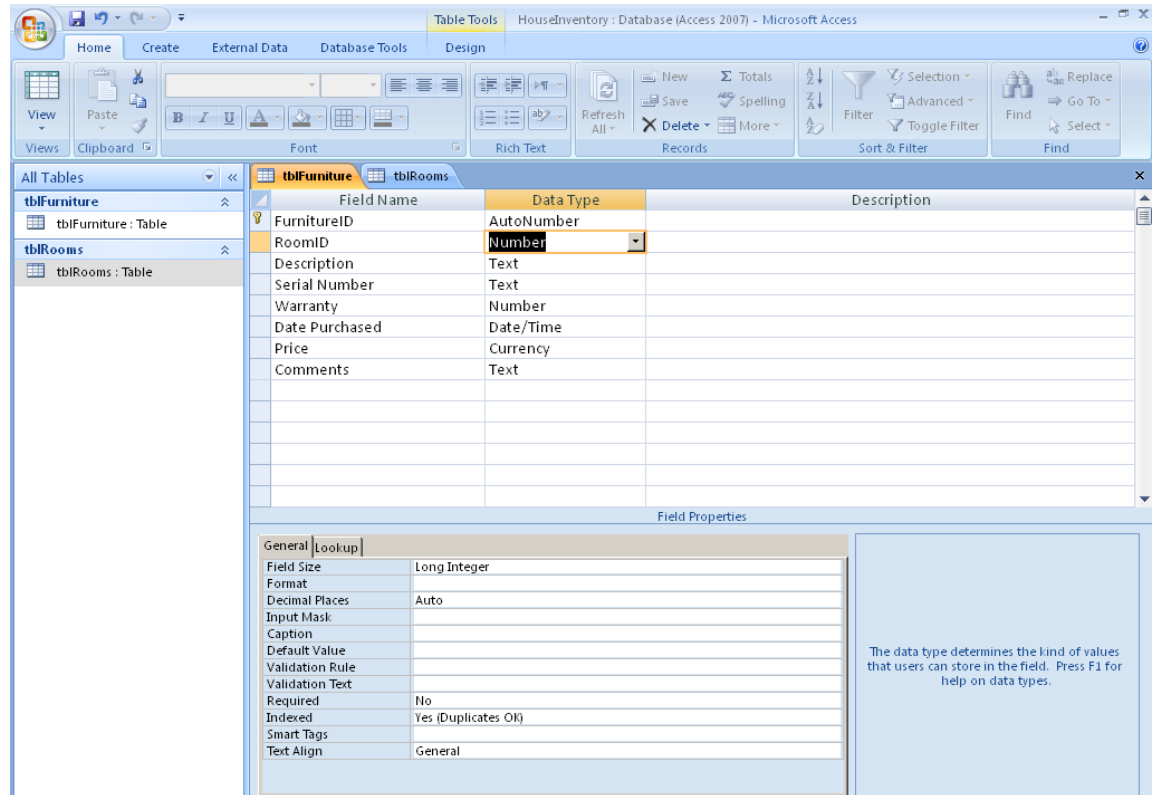 Table Tools HouseInventory : Database (Access 2007) - Microsoft Access
Home Create External Data Database Tools Design
View
Views
Paste
Clipboard
B I U A
Font
ab
Rich Text
Refresh All
New Σ Totals
Save Spelling
Delete More
Records
A Z
Z A
Filter
Selection
Advanced
Toggle Filter
Sort & Filter
Find
Replace
Go To
Select
Find
All Tables
tblFurniture
tblFurniture : Table
tblRooms
tblRooms : Table
tblFurniture tblRooms
Field Name Data Type Description
FurnitureID AutoNumber
RoomID Number
Description Text
Serial Number Text
Warranty Number
Date Purchased Date/Time
Price Currency
Comments Text
Field Properties
General Lookup
Field Size Long Integer
Format
Decimal Places Auto
Input Mask
Caption
Default Value
Validation Rule
Validation Text
Required No
Indexed Yes (Duplicates OK)
Smart Tags
Text Align General
The data type determines the kind of values
that users can store in the field. Press F1 for
help on data types.